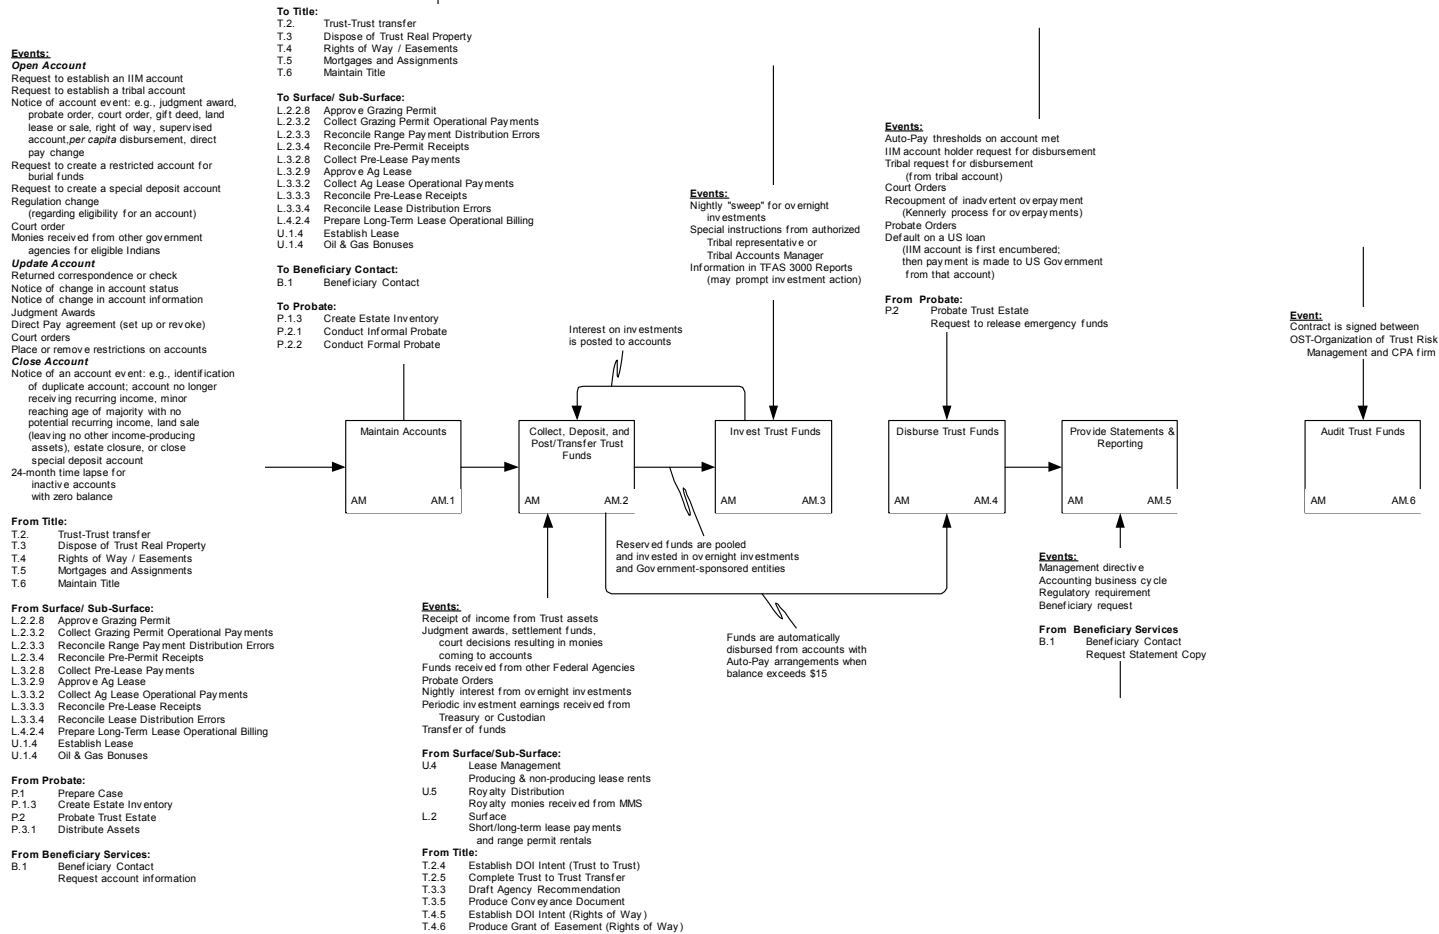 Events:
Open Account
Request to establish an IIM account
Request to establish a tribal account
Notice of account event: e.g., judgment award,
probate order, court order, gift deed, land
lease or sale, right of way, supervised
account, per capita disbursement, direct
pay change
Request to create a restricted account for
burial funds
Request to create a special deposit account
Regulation change
(regarding eligibility for an account)
Court order
Monies received from other government
agencies for eligible Indians
Update Account
Returned correspondence or check
Notice of change in account status
Notice of change in account information
Judgment Awards
Direct Pay agreement (set up or revoke)
Court orders
Place or remove restrictions on accounts
Close Account
Notice of an account event: e.g., identification
of duplicate account; account no longer
receiving recurring income, minor
reaching age of majority with no
potential recurring income, land sale
(leaving no other income-producing
assets), estate closure, or close
special deposit account
24-month time lapse for
inactive accounts
with zero balance
From Title:
T.2. Trust-Trust transfer
T.3 Dispose of Trust Real Property
T.4 Rights of Way / Easements
T.5 Mortgages and Assignments
T.6 Maintain Title
From Surface/ Sub-Surface:
L.2.2.8 Approve Grazing Permit
L.2.3.2 Collect Grazing Permit Operational Payments
L.2.3.3 Reconcile Range Payment Distribution Errors
L.2.3.4 Reconcile Pre-Permit Receipts
L.3.2.8 Collect Pre-Lease Payments
L.3.2.9 Approve Ag Lease
L.3.3.2 Collect Ag Lease Operational Payments
L.3.3.3 Reconcile Pre-Lease Receipts
L.3.3.4 Reconcile Lease Distribution Errors
L.4.2.4 Prepare Long-Term Lease Operational Billing
U.1.4 Establish Lease
U.1.4 Oil & Gas Bonuses
From Probate:
P.1 Prepare Case
P.1.3 Create Estate Inventory
P.2 Probate Trust Estate
P.3.1 Distribute Assets
From Beneficiary Services:
B.1 Beneficiary Contact
Request account information
To Title:
T.2. Trust-Trust transfer
T.3 Dispose of Trust Real Property
T.4 Rights of Way / Easements
T.5 Mortgages and Assignments
T.6 Maintain Title
To Surface/ Sub-Surface:
L.2.2.8 Approve Grazing Permit
L.2.3.2 Collect Grazing Permit Operational Payments
L.2.3.3 Reconcile Range Payment Distribution Errors
L.2.3.4 Reconcile Pre-Permit Receipts
L.3.2.8 Collect Pre-Lease Payments
L.3.2.9 Approve Ag Lease
L.3.3.2 Collect Ag Lease Operational Payments
L.3.3.3 Reconcile Pre-Lease Receipts
L.3.3.4 Reconcile Lease Distribution Errors
L.4.2.4 Prepare Long-Term Lease Operational Billing
U.1.4 Establish Lease
U.1.4 Oil & Gas Bonuses
To Beneficiary Contact:
B.1 Beneficiary Contact
To Probate:
P.1.3 Create Estate Inventory
P.2.1 Conduct Informal Probate
P.2.2 Conduct Formal Probate
Maintain Accounts
AM AM.1
Interest on investments
is posted to accounts
Collect, Deposit, and
Post/Transfer Trust
Funds
AM AM.2
Events:
Receipt of income from Trust assets
Judgment awards, settlement funds,
court decisions resulting in monies
coming to accounts
Funds received from other Federal Agencies
Probate Orders
Nightly interest from overnight investments
Periodic investment earnings received from
Treasury or Custodian
Transfer of funds
From Surface/Sub-Surface:
U.4 Lease Management
Producing & non-producing lease rents
U.5 Royalty Distribution
Royalty monies received from MMS
L.2 Surface
Short/long-term lease payments
and range permit rentals
From Title:
T.2.4 Establish DOI Intent (Trust to Trust)
T.2.5 Complete Trust to Trust Transfer
T.3.3 Draft Agency Recommendation
T.3.5 Produce Conveyance Document
T.4.5 Establish DOI Intent (Rights of Way)
T.4.6 Produce Grant of Easement (Rights of Way)
Events:
Nightly "sweep" for overnight
investments
Special instructions from authorized
Tribal representative or
Tribal Accounts Manager
Information in TFAS 3000 Reports
(may prompt investment action)
Invest Trust Funds
AM AM.3
Reserved funds are pooled
and invested in overnight investments
and Government-sponsored entities
Funds are automatically
disbursed from accounts with
Auto-Pay arrangements when
balance exceeds $15
Events:
Auto-Pay thresholds on account met
IIM account holder request for disbursement
Tribal request for disbursement
(from tribal account)
Court Orders
Recoupment of inadvertent overpayment
(Kennerly process for overpayments)
Probate Orders
Default on a US loan
(IIM account is first encumbered;
then payment is made to US Government
from that account)
From Probate:
P.2 Probate Trust Estate
Request to release emergency funds
Disburse Trust Funds
AM AM.4
Provide Statements &
Reporting
AM AM.5
Events:
Management directive
Accounting business cycle
Regulatory requirement
Beneficiary request
From Beneficiary Services
B.1 Beneficiary Contact
Request Statement Copy
Event:
Contract is signed between
OST-Organization of Trust Risk
Management and CPA firm
Audit Trust Funds
AM AM.6